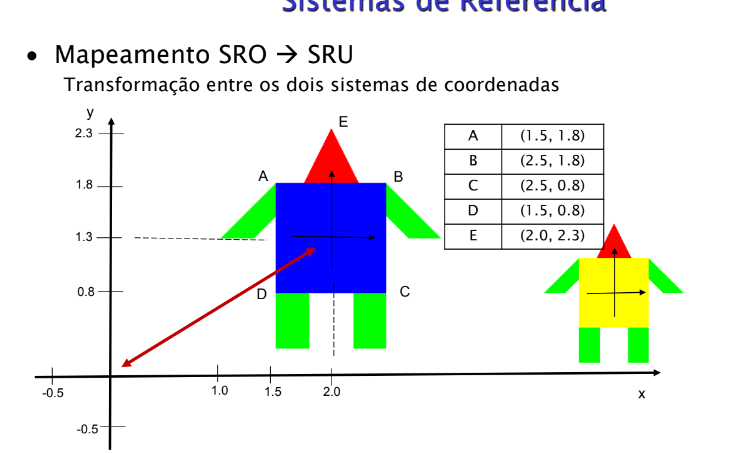 Sistemas de Referência
• Mapeamento SRO → SRU
Transformação entre os dois sistemas de coordenadas
y
2.3
1.8
1.3
0.8
-0.5
-0.5
1.0
1.5
2.0
x
E
A
B
D
C
A (1.5, 1.8)
B (2.5, 1.8)
C (2.5, 0.8)
D (1.5, 0.8)
E (2.0, 2.3)